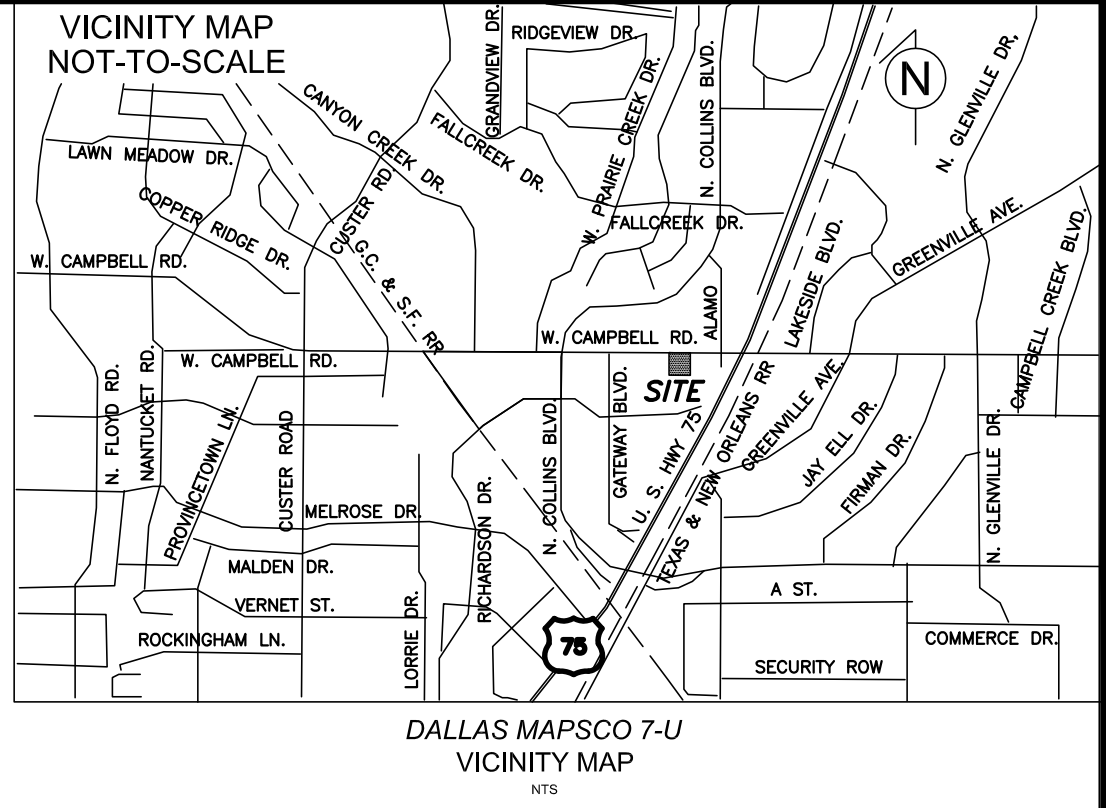 VICINITY MAP
NOT-TO-SCALE
RIDGEVIEW DR.
GRANDVIEW DR.
N. COLLINS BLVD.
N
N. GLENVILLE DR,
CANYON CREEK DR.
FALLCREEK DR.
W. PRAIRIE CREEK DR.
LAWN MEADOW DR.
COPPER RIDGE DR.
CUSTER RD.
G.C. & S.F. RR
FALLCREEK DR.
LAKESIDE BLVD.
GREENVILLE AVE.
CAMPBELL CREEK BLVD.
W. CAMPBELL RD.
W. CAMPBELL RD.
ALAMO
W. CAMPBELL RD.
SITE
N. FLOYD RD.
NANTUCKET RD.
PROVINCETOWN LN.
CUSTER ROAD
N. COLLINS BLVD.
GATEWAY BLVD.
U. S. HWY 75
TEXAS & NEW ORLEANS RR
GREENVILLE AVE.
JAY ELL DR.
FIRMAN DR.
N. GLENVILLE DR.
MELROSE DR.
RICHARDSON DR.
MALDEN DR.
VERNET ST.
A ST.
ROCKINGHAM LN.
LORRIE DR.
75
COMMERCE DR.
SECURITY ROW
DALLAS MAPSCO 7-U
VICINITY MAP
NTS